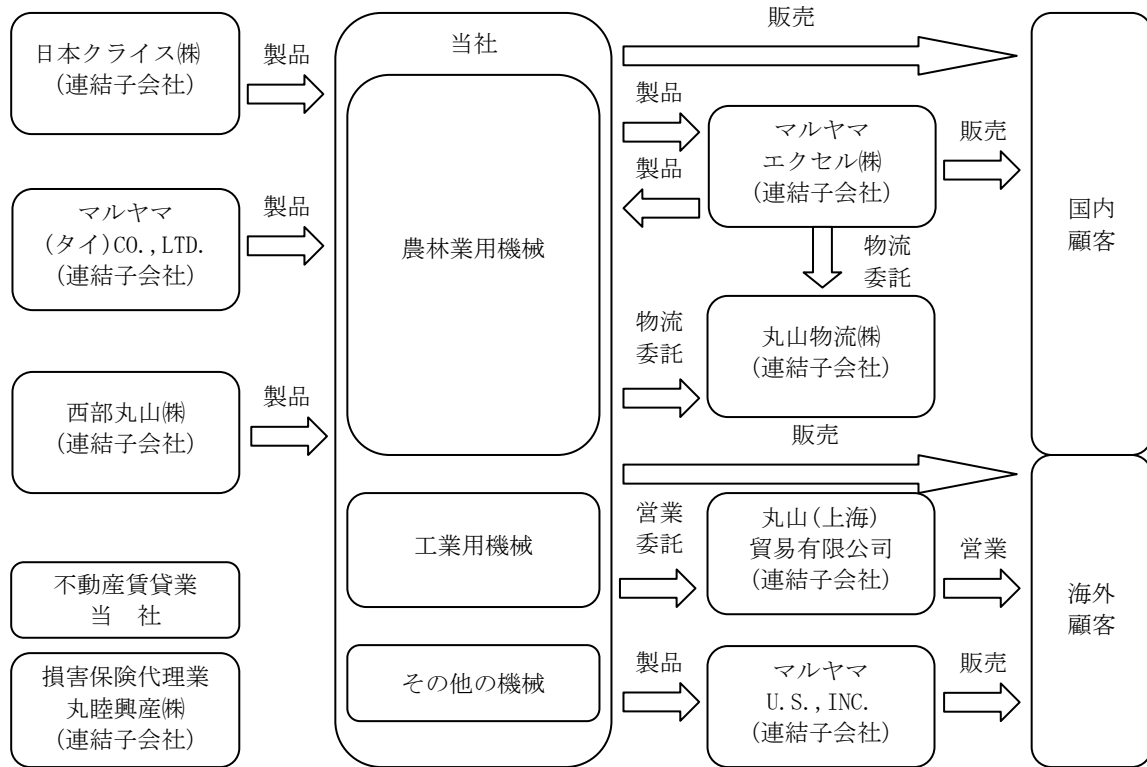 日本クライス㈱
(連結子会社)
製品
マルヤマ
(タイ)CO.,LTD.
(連結子会社)
製品
西部丸山㈱
(連結子会社)
製品
不動産賃貸業
当　社
損害保険代理業
丸睦興産㈱
(連結子会社)
当社
農林業用機械
工業用機械
その他の機械
販売
製品
製品
マルヤマ
エクセル㈱
(連結子会社)
販売
物流
委託
物流
委託
丸山物流㈱
(連結子会社)
販売
営業
委託
丸山(上海)
貿易有限公司
(連結子会社)
営業
製品
マルヤマ
U.S.,INC.
(連結子会社)
販売
国内
顧客
海外
顧客